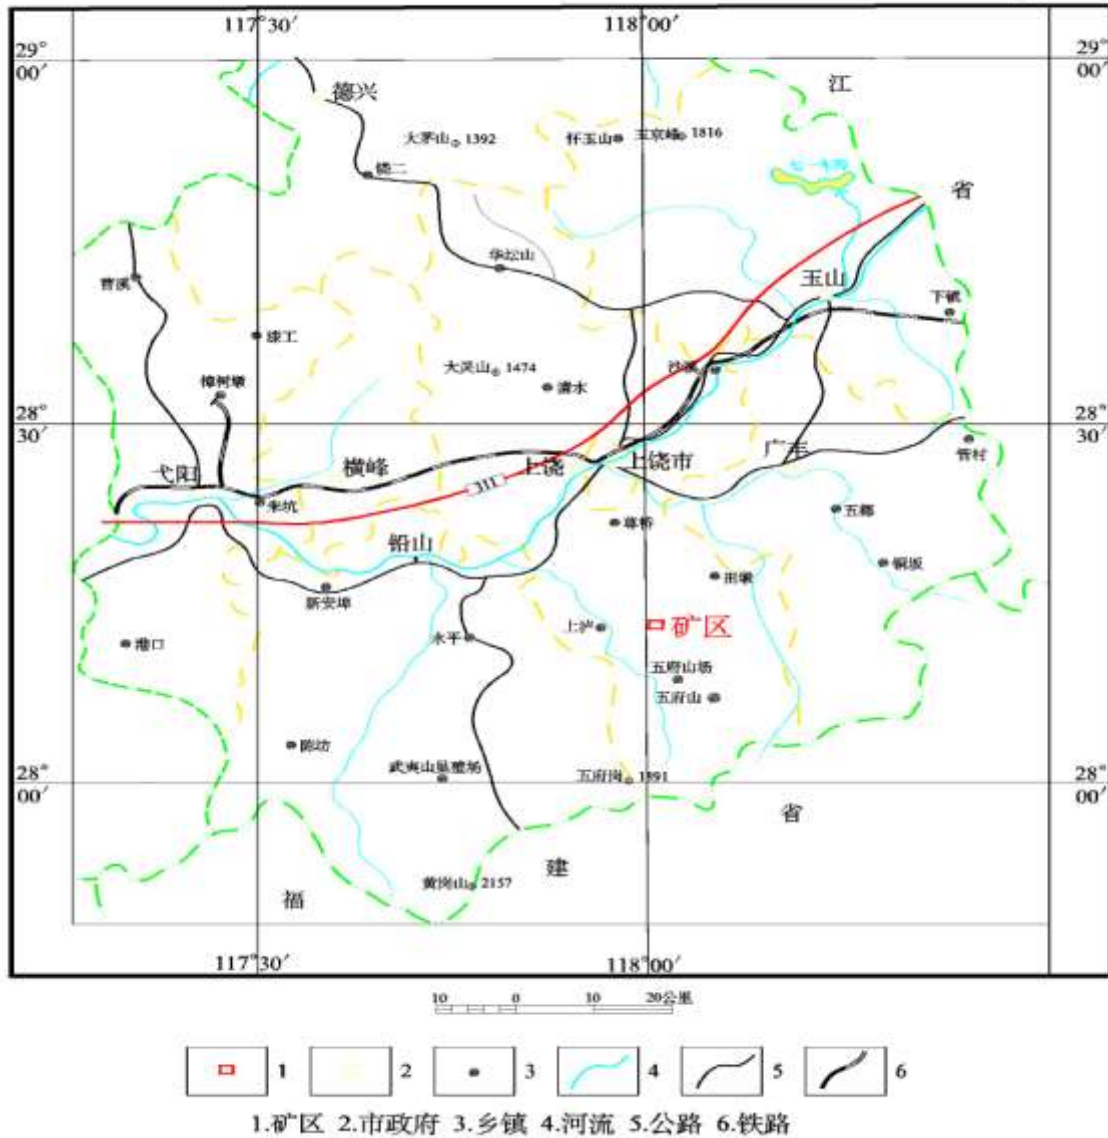 117°30′ 118°00′
29°00′ 29°00′
江
德兴
大茅山 1392 怀玉山 玉京峰 1816
饶二
省
华坛山
曹溪 玉山
下镇
漆工
大灵山 1474 沙溪
樟树墩 清水
28°30′ 28°30′
管村
弋阳 横峰 上饶 上饶市 广丰
311
朱坑 尊桥 五都
铅山
新安埠 田墩 铜坂
上泸 矿区
港口 永平
五府山场
五府山
陈坊
武夷山垦殖场 五府岗 1891
28°00′ 28°00′
省
建
黄岗山 2157
福
117°30′ 118°00′
10 0 10 20公里
1 2 3 4 5 6
1.矿区 2.市政府 3.乡镇 4.河流 5.公路 6.铁路